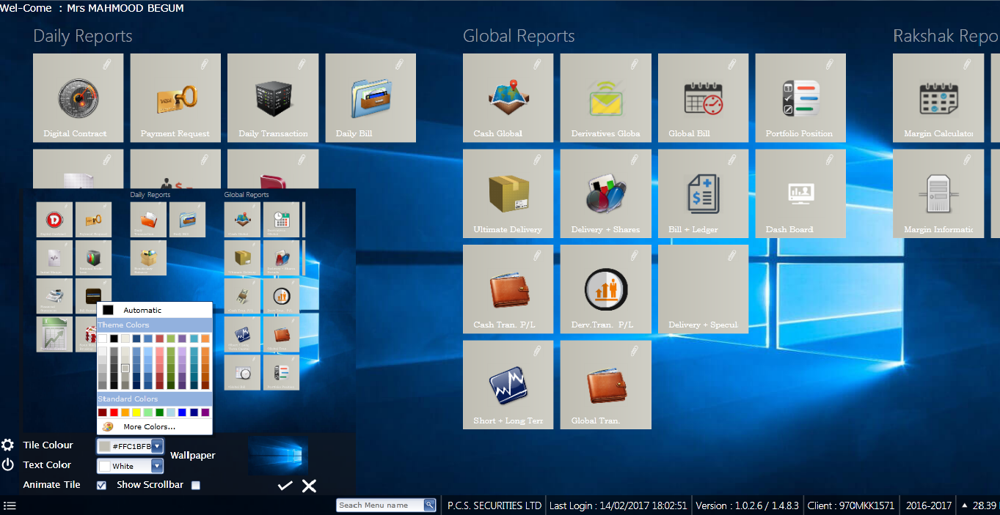 Wel-Come : Mrs MAHMOOD BEGUM
Daily Reports
Global Reports
Rakshak Repo
Digital Contract
Payment Request
Daily Transaction
Daily Bill
Cash Global
Derivatives Globa
Global Bill
Portfolio Position
Margin Calculator
Ultimate Delivery
Delivery + Shares
Bill + Ledger
Dash Board
Margin Informatic
Cash Tran. P/L
Derv.Tran. P/L
Delivery + Specul
Short + Long Term
Global Tran.
Daily Reports
Global Reports
Automatic
Theme Colors
Standard Colors
More Colors...
Tile Colour
#FFC1BFB
Wallpaper
Text Color
White
Animate Tile
Show Scrollbar
Seach Menu name
P.C.S. SECURITIES LTD
Last Login : 14/02/2017 18:02:51
Version : 1.0.2.6 / 1.4.8.3
Client : 970MKK1571
2016-2017
▲ 28.39